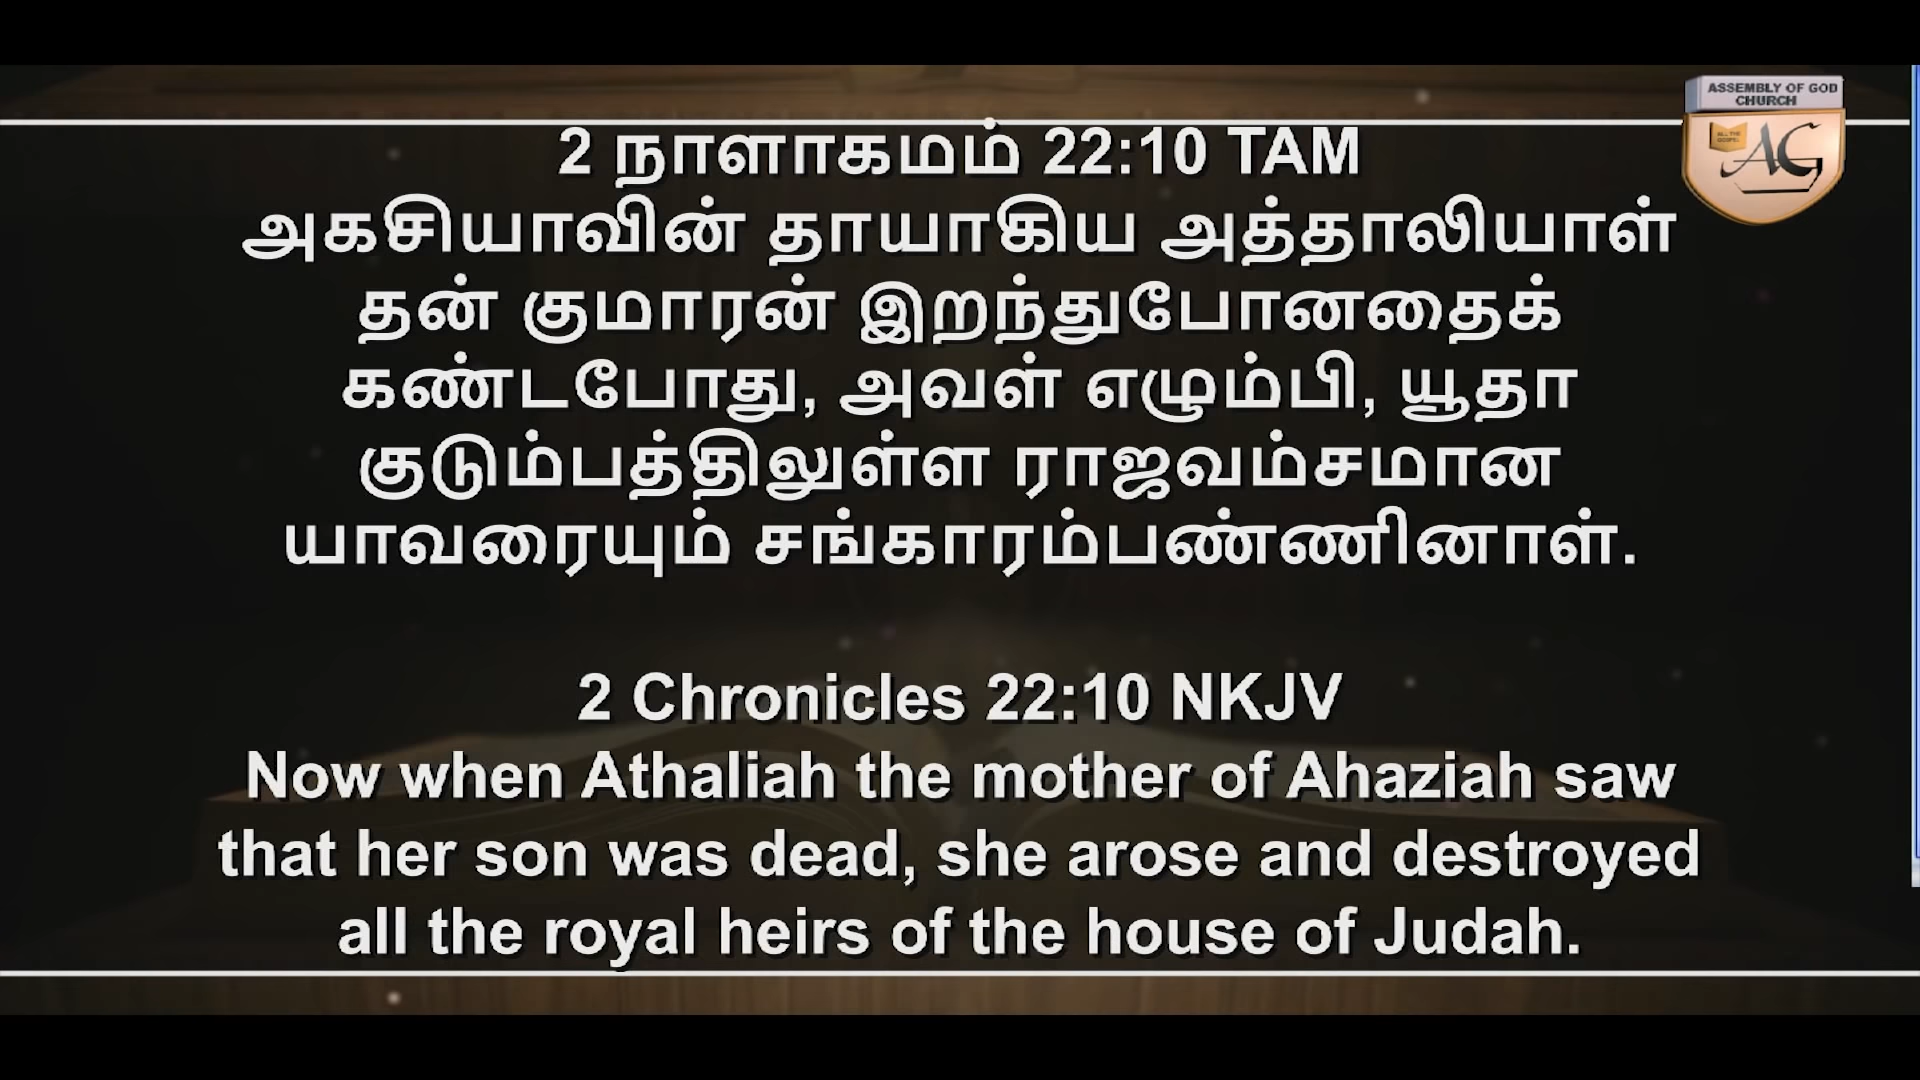 ASSEMBLY OF GOD
CHURCH
ALL THE
GOSPEL
AG
2 நாளாகமம் 22:10 TAM
அகசியாவின் தாயாகிய அத்தாலியாள்
தன் குமாரன் இறந்துபோனதைக்
கண்டபோது, அவள் எழும்பி, யூதா
குடும்பத்திலுள்ள ராஜவம்சமான
யாவரையும் சங்காரம்பண்ணினாள்.
2 Chronicles 22:10 NKJV
Now when Athaliah the mother of Ahaziah saw
that her son was dead, she arose and destroyed
all the royal heirs of the house of Judah.